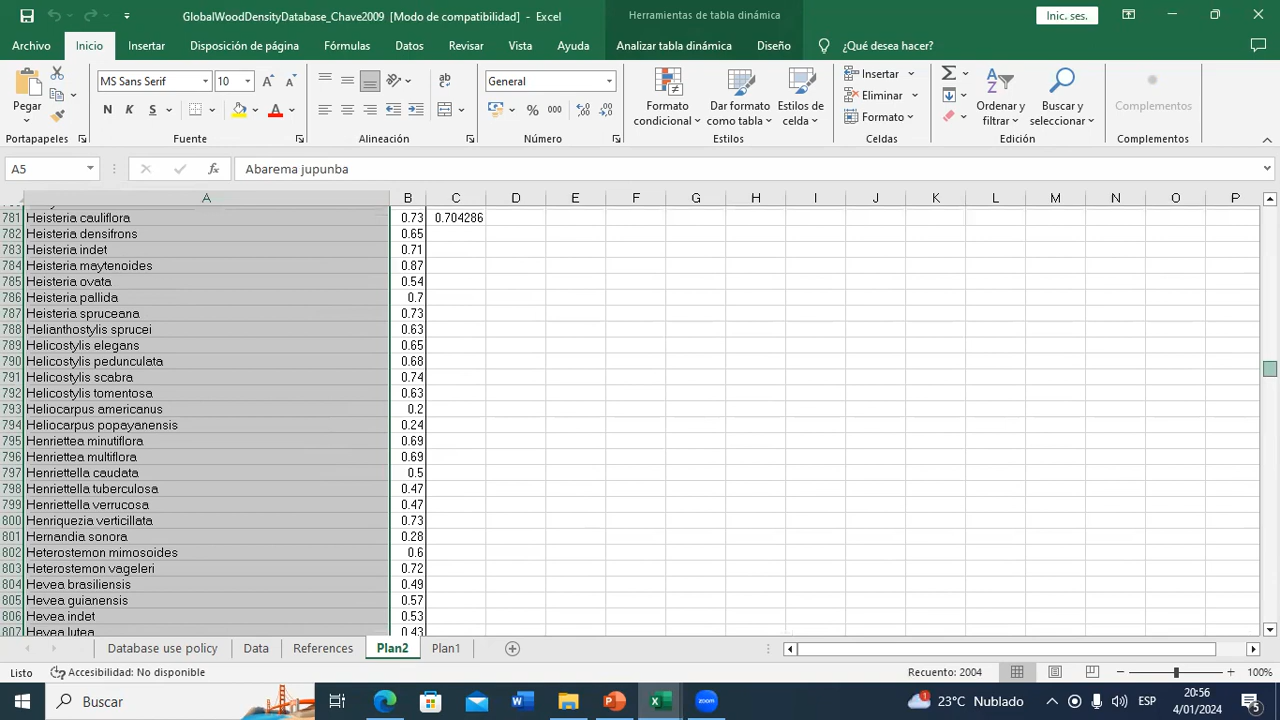 GlobalWoodDensityDatabase_Chave2009 [Modo de compatibilidad] - Excel
Herramientas de tabla dinámica
Inic. ses.
Archivo Inicio Insertar Disposición de página Fórmulas Datos Revisar Vista Ayuda Analizar tabla dinámica Diseño ¿Qué desea hacer?
MS Sans Serif 10 General
Pegar
N K S
Formato condicional
Dar formato como tabla
Estilos de celda
Insertar
Eliminar
Formato
Ordenar y filtrar
Buscar y seleccionar
Complementos
Portapapeles Fuente Alineación Número Estilos Celdas Edición Complementos
A5 fx Abarema jupunba
A B C D E F G H I J K L M N O P
781 Heisteria cauliflora 0.73 0.704286
782 Heisteria densifrons 0.65
783 Heisteria indet 0.71
784 Heisteria maytenoides 0.87
785 Heisteria ovata 0.54
786 Heisteria pallida 0.7
787 Heisteria spruceana 0.73
788 Helianthostylis sprucei 0.63
789 Helicostylis elegans 0.65
790 Helicostylis pedunculata 0.68
791 Helicostylis scabra 0.74
792 Helicostylis tomentosa 0.63
793 Heliocarpus americanus 0.2
794 Heliocarpus popayanensis 0.24
795 Henriettea minutiflora 0.69
796 Henriettea multiflora 0.69
797 Henriettella caudata 0.5
798 Henriettella tuberculosa 0.47
799 Henriettella verrucosa 0.47
800 Henriquezia verticillata 0.73
801 Hernandia sonora 0.28
802 Heterostemon mimosoides 0.6
803 Heterostemon vageleri 0.72
804 Hevea brasiliensis 0.49
805 Hevea guianensis 0.57
806 Hevea indet 0.53
807 Hevea lutea 0.43
Database use policy Data References Plan2 Plan1
Listo Accesibilidad: No disponible Recuento: 2004 100%
Buscar 23°C Nublado ESP 20:56
4/01/2024 5